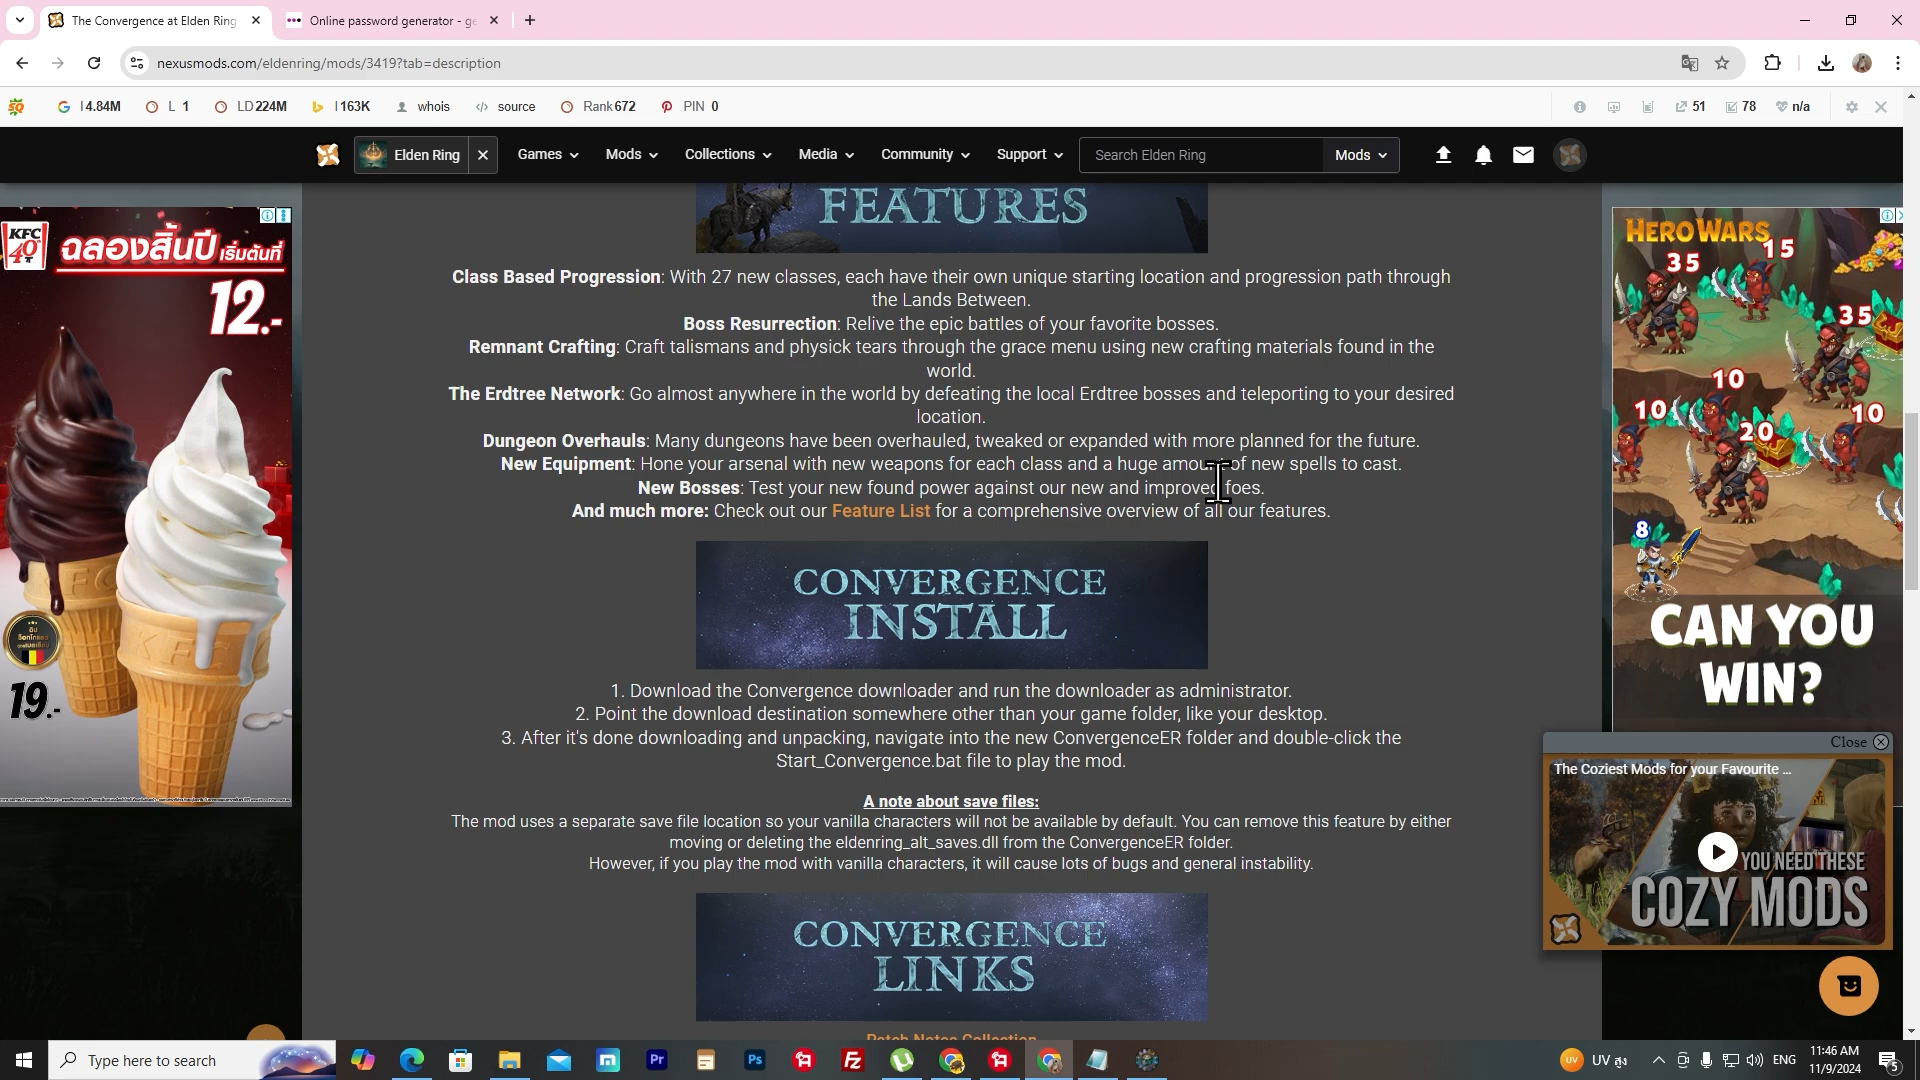 The Convergence at Elden Ring
Online password generator - ge
nexusmods.com/eldenring/mods/3419?tab=description
I 4.84M
L 1
LD 224M
I 163K
whois
source
Rank 672
PIN 0
51
78
n/a
Elden Ring
Games
Mods
Collections
Media
Community
Support
Search Elden Ring
Mods
FEATURES
Class Based Progression: With 27 new classes, each have their own unique starting location and progression path through
the Lands Between.
Boss Resurrection: Relive the epic battles of your favorite bosses.
Remnant Crafting: Craft talismans and physick tears through the grace menu using new crafting materials found in the
world.
The Erdtree Network: Go almost anywhere in the world by defeating the local Erdtree bosses and teleporting to your desired
location.
Dungeon Overhauls: Many dungeons have been overhauled, tweaked or expanded with more planned for the future.
New Equipment: Hone your arsenal with new weapons for each class and a huge amount of new spells to cast.
New Bosses: Test your new found power against our new and improved foes.
And much more: Check out our Feature List for a comprehensive overview of all our features.
CONVERGENCE
INSTALL
1. Download the Convergence downloader and run the downloader as administrator.
2. Point the download destination somewhere other than your game folder, like your desktop.
3. After it's done downloading and unpacking, navigate into the new ConvergenceER folder and double-click the
Start_Convergence.bat file to play the mod.
A note about save files:
The mod uses a separate save file location so your vanilla characters will not be available by default. You can remove this feature by either
moving or deleting the eldenring_alt_saves.dll from the ConvergenceER folder.
However, if you play the mod with vanilla characters, it will cause lots of bugs and general instability.
CONVERGENCE
LINKS
Patch Notes Collection
KFC
40
ฉลองสิ้นปี เริ่มต้นที่
12.-
19.-
HERO WARS
15
35
35
10
10
10
20
8
CAN YOU
WIN?
Close
The Coziest Mods for your Favourite ...
YOU NEED THESE
COZY MODS
Type here to search
UV สูง
ENG
11:46 AM
11/9/2024
5